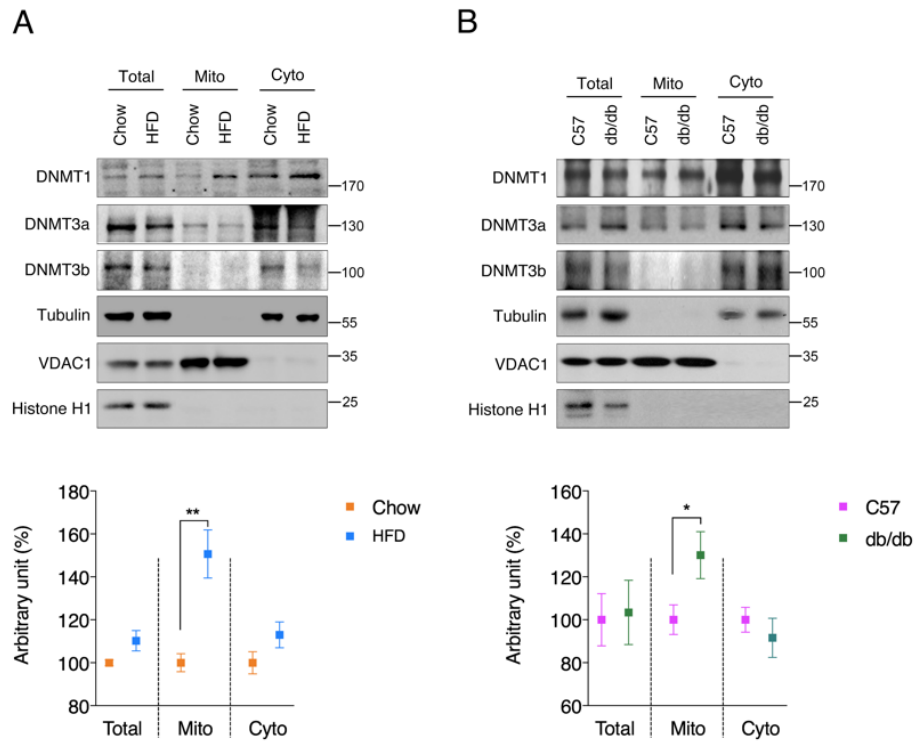 A
Total Mito Cyto
Chow HFD Chow HFD Chow HFD
DNMT1
170
DNMT3a
130
DNMT3b
100
Tubulin
55
VDAC1
35
Histone H1
25
180
160
140
120
100
80
Arbitrary unit (%)
**
Chow
HFD
Total Mito Cyto
B
Total Mito Cyto
C57 db/db C57 db/db C57 db/db
DNMT1
170
DNMT3a
130
DNMT3b
100
Tubulin
55
VDAC1
35
Histone H1
25
160
140
120
100
80
60
Arbitrary unit (%)
*
C57
db/db
Total Mito Cyto